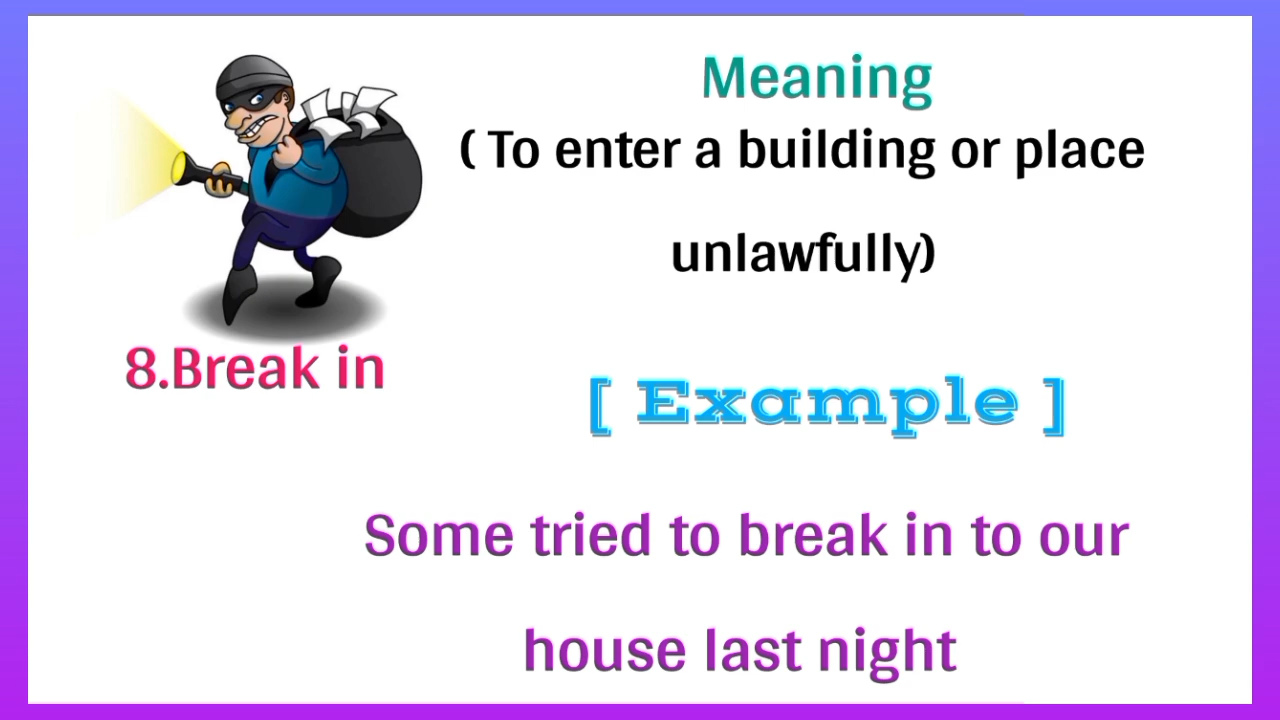 Meaning
( To enter a building or place
unlawfully)
8.Break in
[ Example ]
Some tried to break in to our
house last night